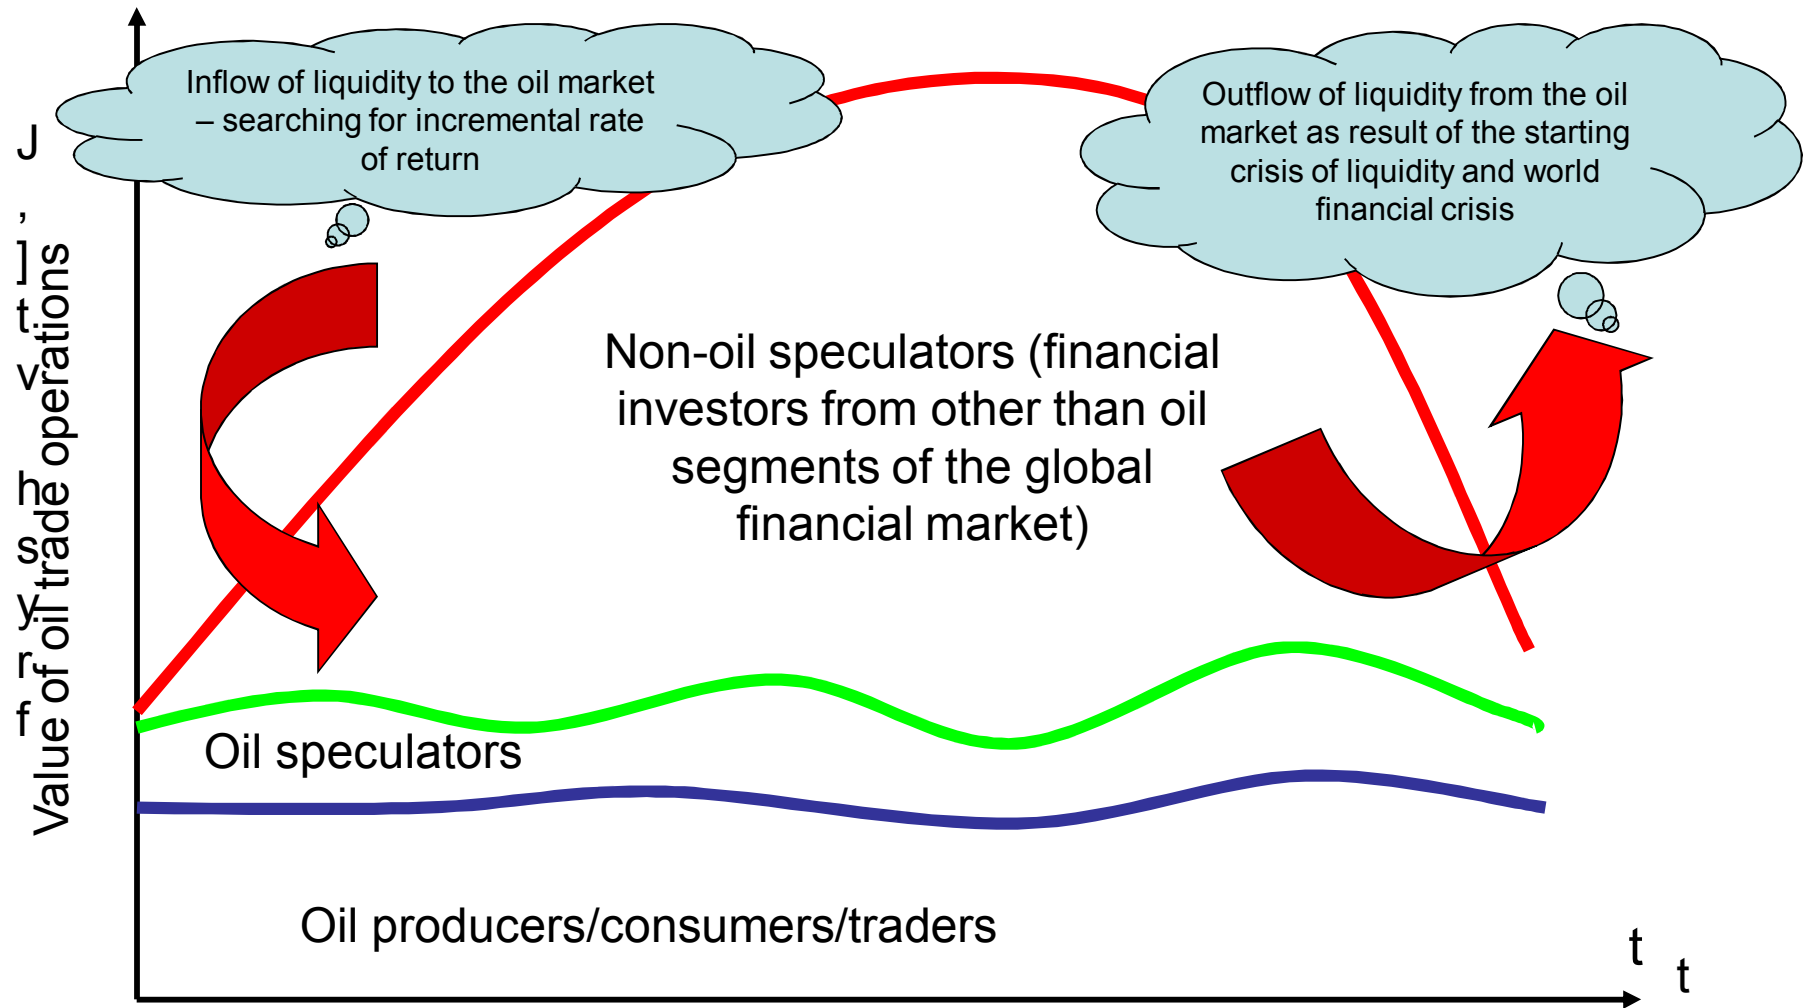 Inflow of liquidity to the oil market
– searching for incremental rate
of return
Outflow of liquidity from the oil
market as result of the starting
crisis of liquidity and world
financial crisis
J
,
]
t
v
h
s
y
r
f
Value of oil trade operations
Non-oil speculators (financial
investors from other than oil
segments of the global
financial market)
Oil speculators
Oil producers/consumers/traders
t
t